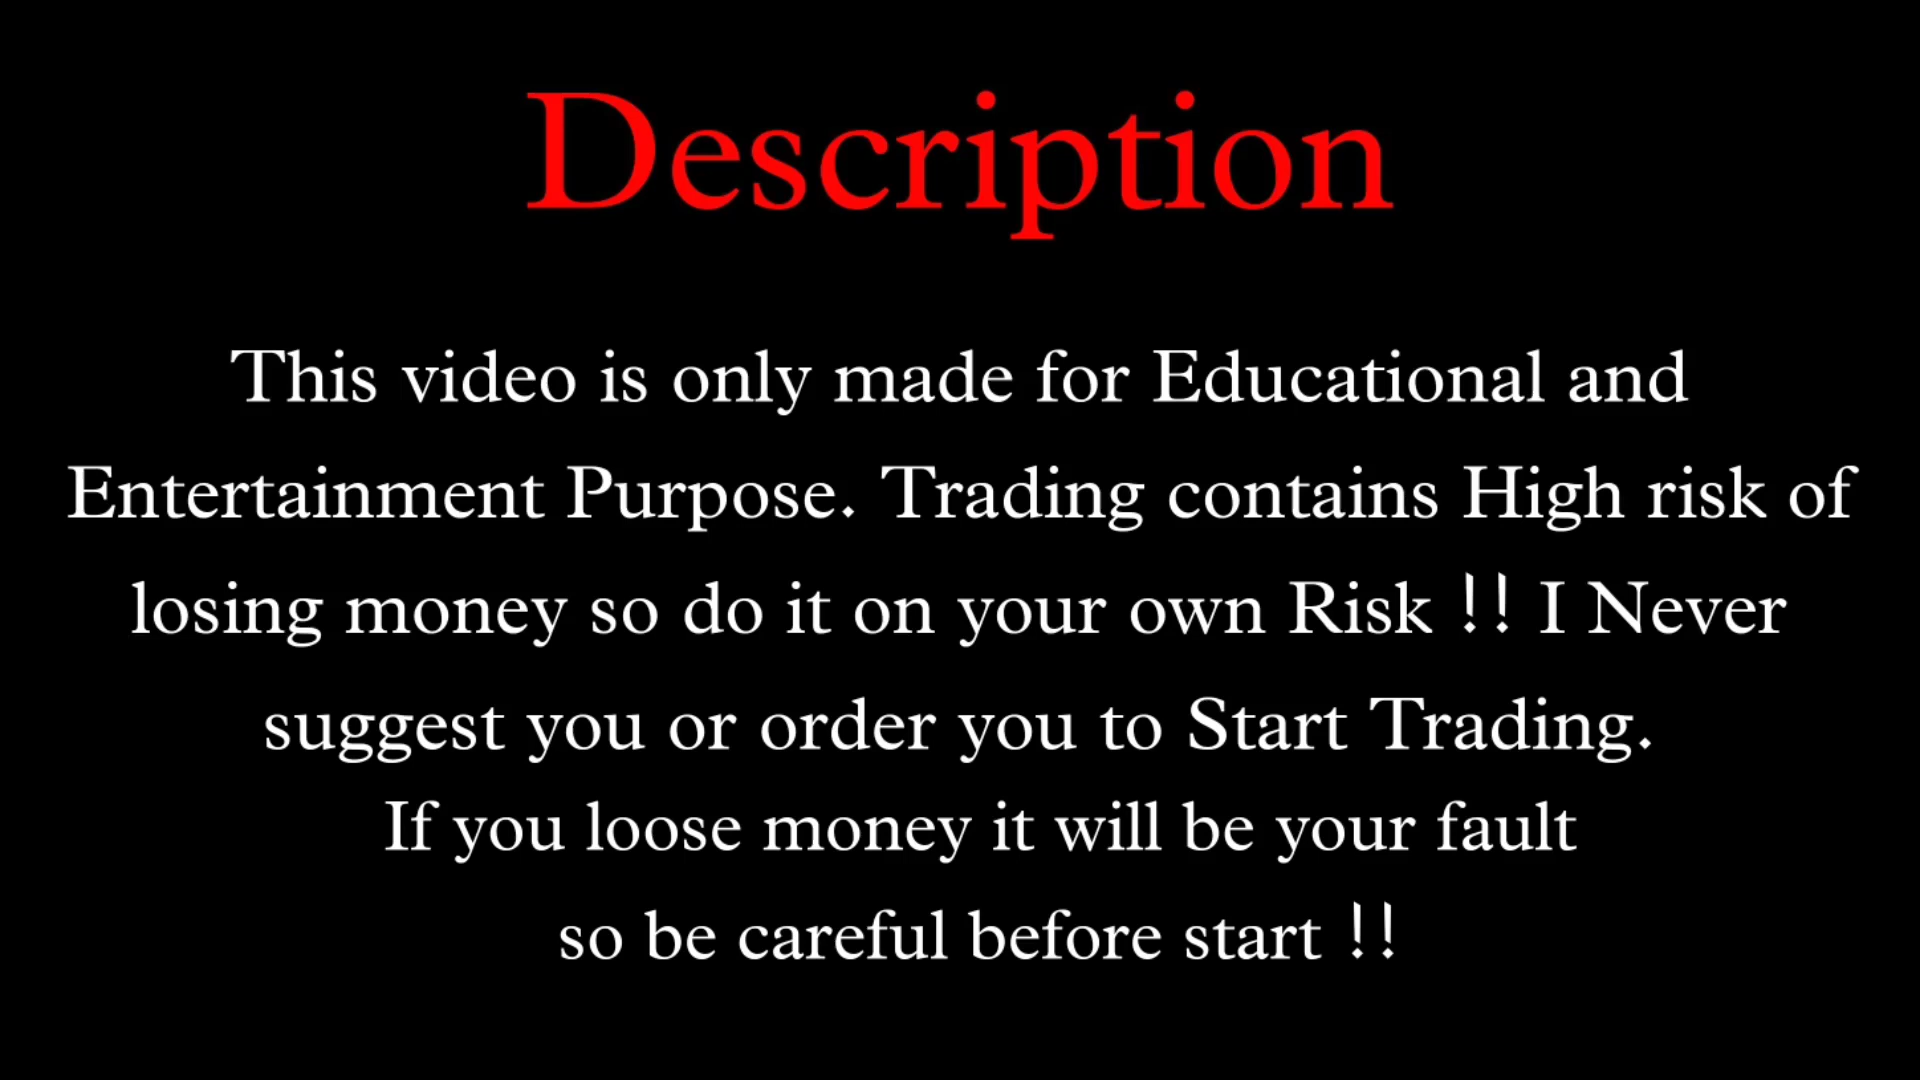 Description
This video is only made for Educational and
Entertainment Purpose. Trading contains High risk of
losing money so do it on your own Risk !! I Never
suggest you or order you to Start Trading.
If you loose money it will be your fault
so be careful before start !!